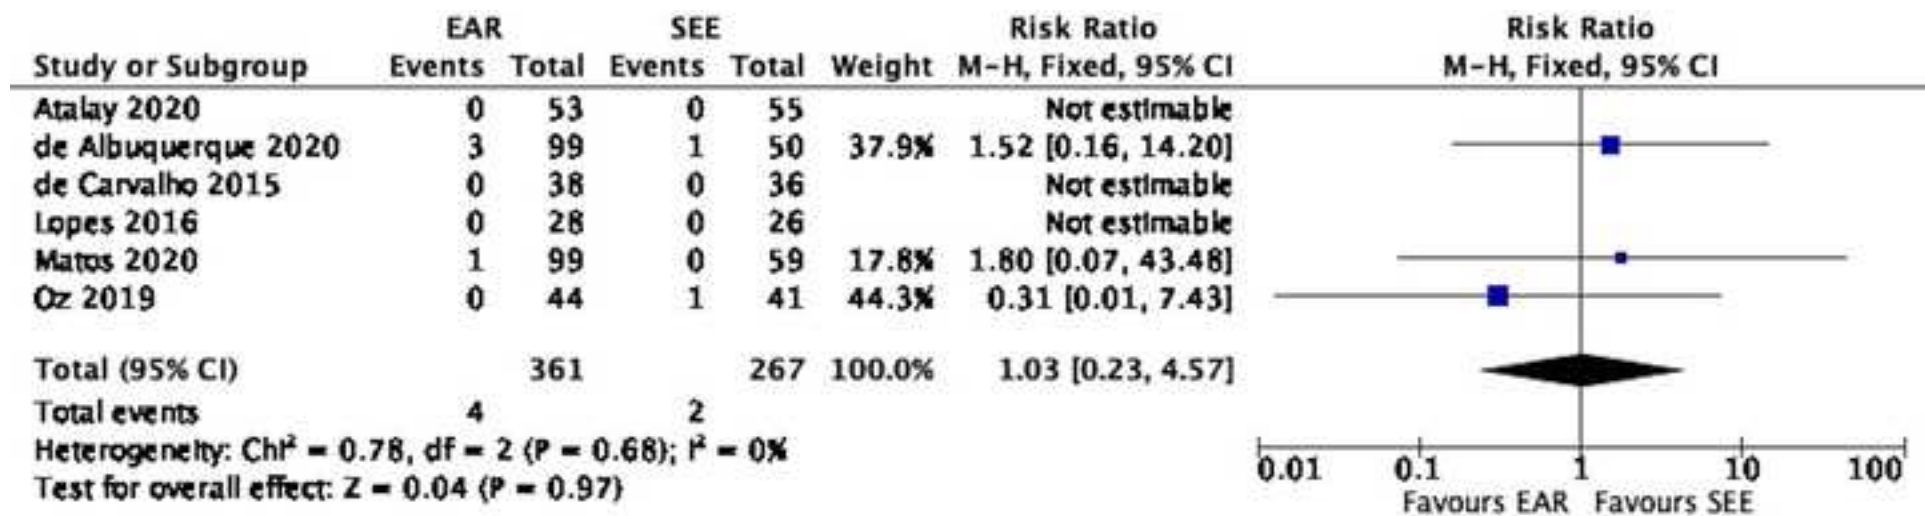 EAR SEE Risk Ratio Risk Ratio
Study or Subgroup Events Total Events Total Weight M-H, Fixed, 95% CI M-H, Fixed, 95% CI
Atalay 2020 0 53 0 55 Not estimable
de Albuquerque 2020 3 99 1 50 37.9% 1.52 [0.16, 14.20]
de Carvalho 2015 0 38 0 36 Not estimable
Lopes 2016 0 28 0 26 Not estimable
Matos 2020 1 99 0 59 17.8% 1.80 [0.07, 43.48]
Oz 2019 0 44 1 41 44.3% 0.31 [0.01, 7.43]
Total (95% CI) 361 267 100.0% 1.03 [0.23, 4.57]
Total events 4 2
Heterogeneity: Chi² = 0.78, df = 2 (P = 0.68); I² = 0%
Test for overall effect: Z = 0.04 (P = 0.97)
0.01 0.1 1 10 100
Favours EAR Favours SEE